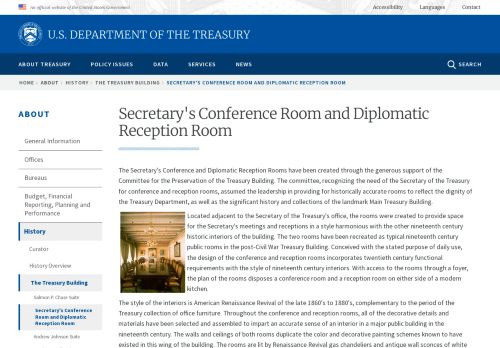 An official website of the United States Government
Accessibility Languages Contact
U.S. DEPARTMENT OF THE TREASURY
ABOUT TREASURY POLICY ISSUES DATA SERVICES NEWS SEARCH
HOME › ABOUT › HISTORY › THE TREASURY BUILDING › SECRETARY'S CONFERENCE ROOM AND DIPLOMATIC RECEPTION ROOM
ABOUT
General Information
Offices
Bureaus
Budget, Financial
Reporting, Planning and
Performance
History
Curator
History Overview
The Treasury Building
Salmon P. Chase Suite
Secretary's Conference
Room and Diplomatic
Reception Room
Andrew Johnson Suite
Secretary's Conference Room and Diplomatic
Reception Room
The Secretary's Conference and Diplomatic Reception Rooms have been created through the generous support of the
Committee for the Preservation of the Treasury Building. The committee, recognizing the need of the Secretary of the Treasury
for conference and reception rooms, assumed the leadership in providing for historically accurate rooms to reflect the dignity of
the Treasury Department, as well as the significant history and collections of the landmark Main Treasury Building.
Located adjacent to the Secretary of the Treasury's office, the rooms were created to provide space
for the Secretary's meetings and receptions in a style harmonious with the other nineteenth century
historic interiors of the building. The two rooms have been recreated as typical nineteenth century
public rooms in the post-Civil War Treasury Building. Conceived with the stated purpose of daily use,
the design of the conference and reception rooms incorporates twentieth century functional
requirements with the style of nineteenth century interiors. With access to the rooms through a foyer,
the plan of the rooms disposes a conference room and a reception room on either side of a modern
kitchen.
The style of the interiors is American Renaissance Revival of the late 1860's to 1880's, complementary to the period of the
Treasury collection of office furniture. Throughout the conference and reception rooms, all of the decorative details and
materials have been selected and assembled to impart an accurate sense of an interior in a major public building in the
nineteenth century. The walls and ceilings of both rooms duplicate the color and decorative painting schemes known to have
existed in this wing of the building. The rooms are lit by Renaissance Revival gas chandeliers and antique wall sconces of white